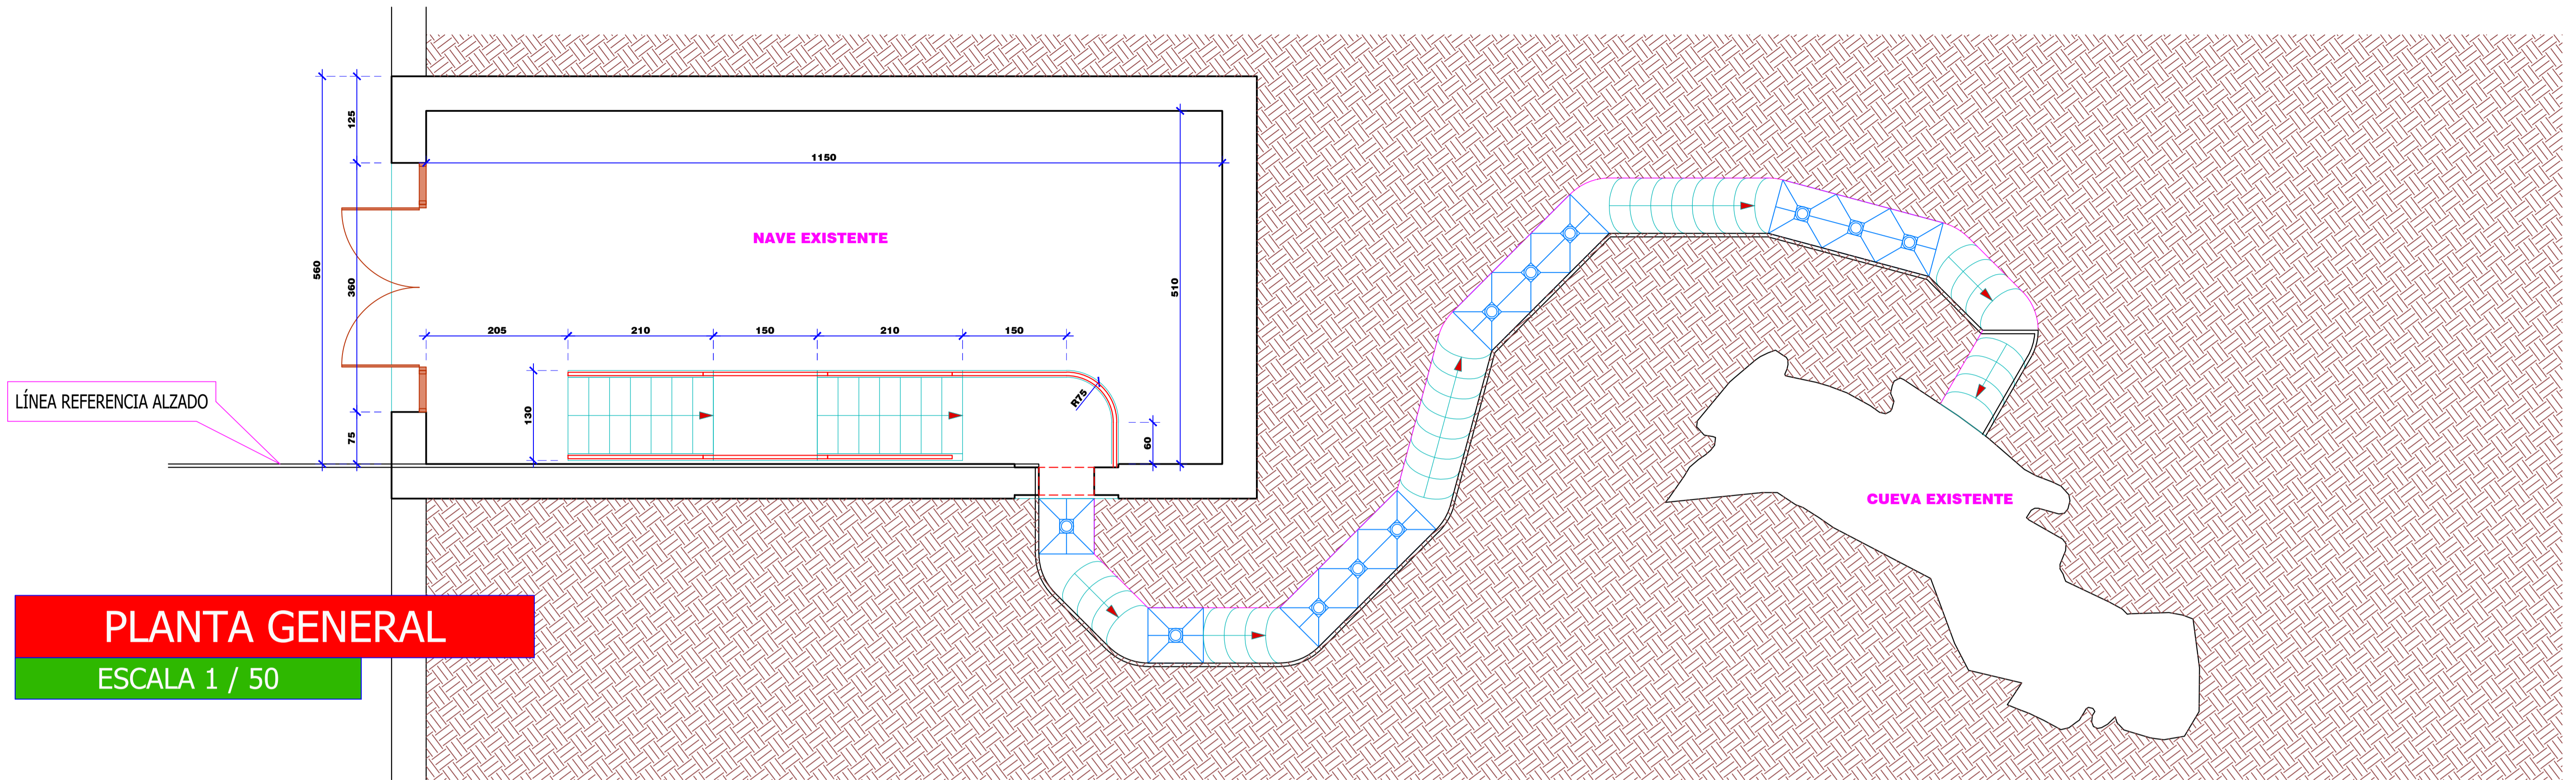 125
1150
NAVE EXISTENTE
560
360
510
205
210
150
210
150
LÍNEA REFERENCIA ALZADO
130
R75
75
60
CUEVA EXISTENTE
PLANTA GENERAL
ESCALA 1 / 50